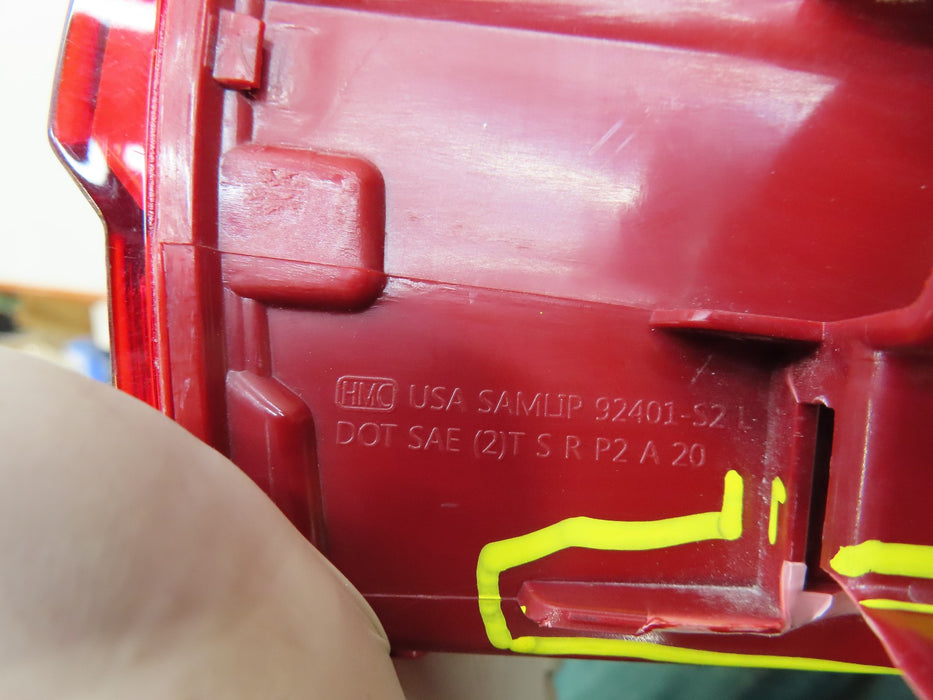 HMC USA SAMLIP 92401-S2 L
DOT SAE (2)T S R P2 A 20